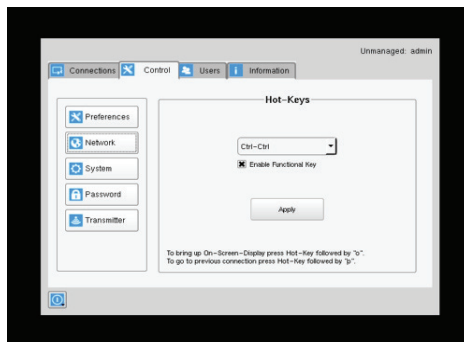 Unmanaged: admin
Connections
Control
Users
Information
Hot-Keys
Preferences
Network
System
Password
Transmitter
Ctrl-Ctrl
Enable Functional Key
Apply
To bring up On-Screen-Display press Hot-Key followed by "o".
To go to previous connection press Hot-Key followed by "p".